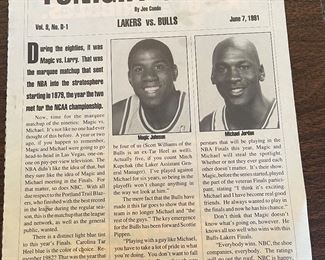 By Joe Conde
Vol. 9, No. 8-1
LAKERS vs. BULLS
June 7, 1991
During the eighties, it was
Magic vs. Larry. That was
the marquee matchup that sent
the NBA into the stratosphere
starting in 1979, the year the two
met for the NCAA championship.
Now, time for the marquee
matchup of the nineties: Magic vs.
Michael. It's not like no one had ever
thought of this before. A year or two
ago, if you happen to remember,
Magic and Michael were going to go
head-to-head in Las Vegas, one-on-
one on pay-per-view television. The
NBA didn't like the idea of that, but
they sure like the idea of Magic and
Michael meeting in the Finals. For
that matter, so does NBC. With all
due respect to Portland Trail Blaz-
ers, who finished with the best record
in the league during the regular sea-
son, this is the matchup the league and
network, as well as the general
public, wanted.
There is a distinct light blue tint
to this year's Finals. Carolina Tar
Heel blue is the color of choice. Re-
member 1982? That was the year that
Magic Johnson
be four of us (Scott Williams of the
Bulls is an ex-Tar Heel as well).
Actually five if you could count Mitch
Kupchak (the Laker Assistant Gen-
eral Manager). I've played against
Michael for six years, so being in the
playoffs won't change anything in
the way we look at him."
The mere fact that the Bulls have
made it this far goes to show that the
team is no longer Michael and "the
rest of the guys." The key emergence for
the Bulls has been forward Scottie
Pippen.
"Playing with a guy like Michael,
you have to take a lot of pride in what
Michael Jordan
perstars that will be playing in the
NBA Finals this year, Magic and
Michael will steal the spotlight.
Whether or not they ever guard each
other doesn't matter. In true fashion,
Magic, before the series started, played
the part of the veteran Finals partici-
pant, stating "I think it's exciting.
Michael and I have become real good
friends. He always wanted to play in
the finals and now he has his chance."
Don't think that Magic doesn't
know what's going on, however. He
knows all too well who wins with this
Bulls-Lakers Finals.
"Everybody wins. NBC, the shoe
companies, everybody. The ratings